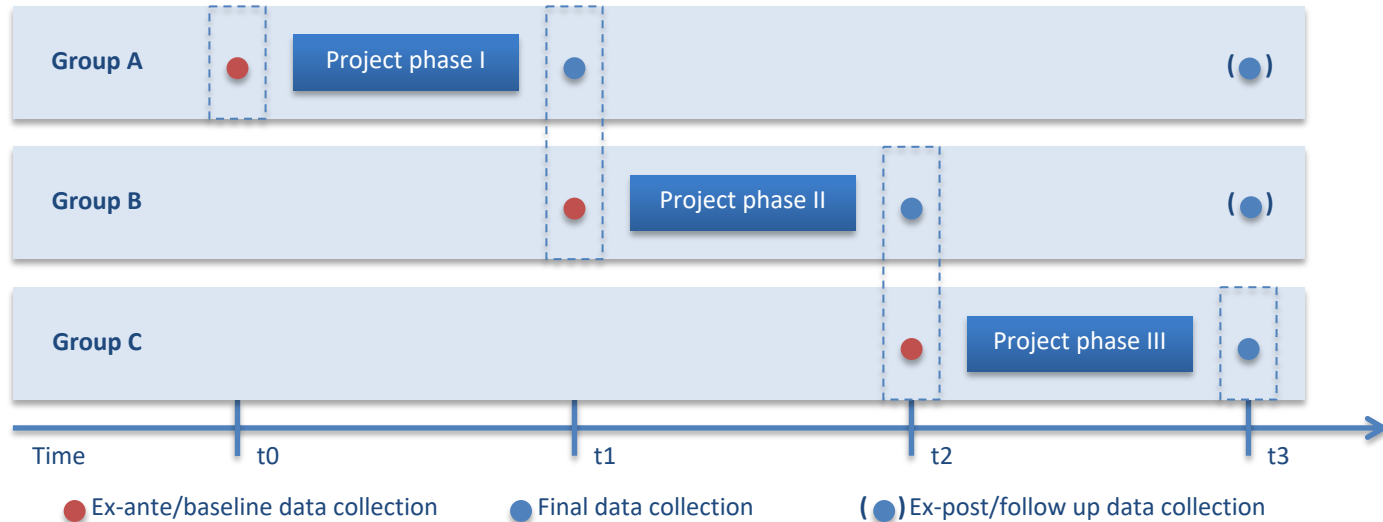 Group A
Project phase I
( )
Group B
Project phase II
( )
Group C
Project phase III
Time
t0
t1
t2
t3
Ex-ante/baseline data collection
Final data collection
( ) Ex-post/follow up data collection